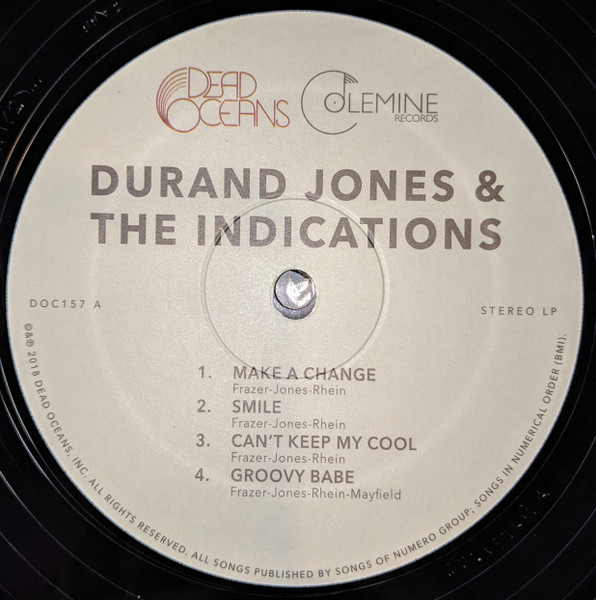 DEAD
OCEANS
COLEMINE
RECORDS
DURAND JONES &
THE INDICATIONS
DOC157 A
STEREO LP
1. MAKE A CHANGE
Frazer-Jones-Rhein
2. SMILE
Frazer-Jones-Rhein
3. CAN'T KEEP MY COOL
Frazer-Jones-Rhein
4. GROOVY BABE
Frazer-Jones-Rhein-Mayfield
©&℗ 2018 DEAD OCEANS, INC. ALL RIGHTS RESERVED. ALL SONGS PUBLISHED BY SONGS OF NUMERO GROUP; SONGS IN NUMERICAL ORDER (BMI).